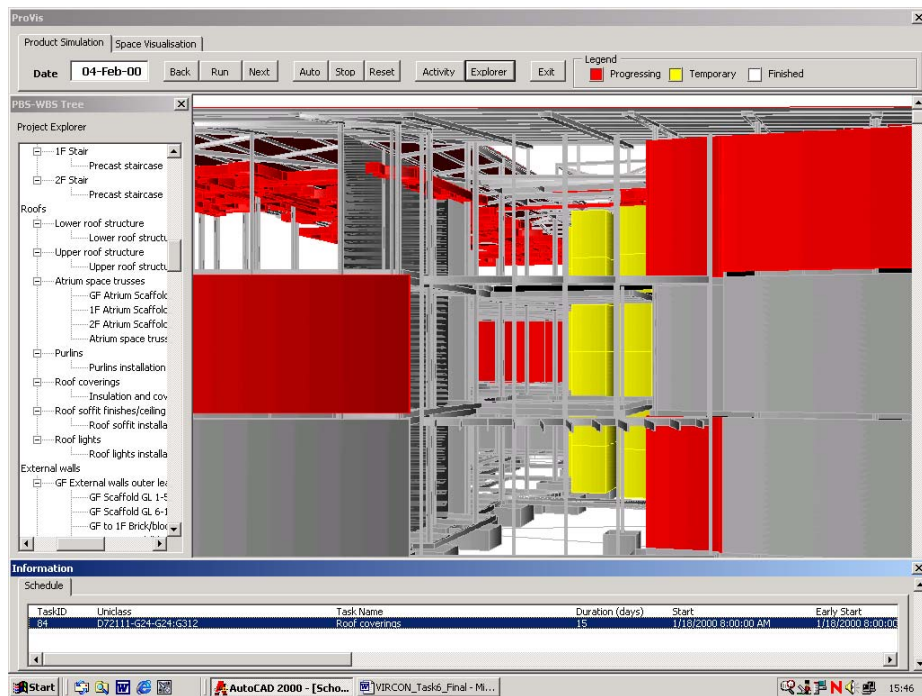 ProVis
Product Simulation Space Visualisation
Date 04-Feb-00 Back Run Next Auto Stop Reset Activity Explorer Exit
Legend
Progressing Temporary Finished
PBS-WBS Tree
Project Explorer
1F Stair
Precast staircase
2F Stair
Precast staircase
Roofs
Lower roof structure
Lower roof structu
Upper roof structure
Upper roof structu
Atrium space trusses
GF Atrium Scaffold
1F Atrium Scaffold
2F Atrium Scaffold
Atrium space truss
Purlins
Purlins installation
Roof coverings
Insulation and cov
Roof soffit finishes/ceiling
Roof soffit installa
Roof lights
Roof lights installa
External walls
GF External walls outer lea
GF Scaffold GL 1-5
GF Scaffold GL 6-1
GF to 1F Brick/bloc
Information
Schedule
TaskID Uniclass Task Name Duration (days) Start Early Start
84 D72111-G24-G24:G312 Roof coverings 15 1/18/2000 8:00:00 AM 1/18/2000 8:00:00
Start AutoCAD 2000 - [Scho... VIRCON_Task6_Final - Mi... 15:46